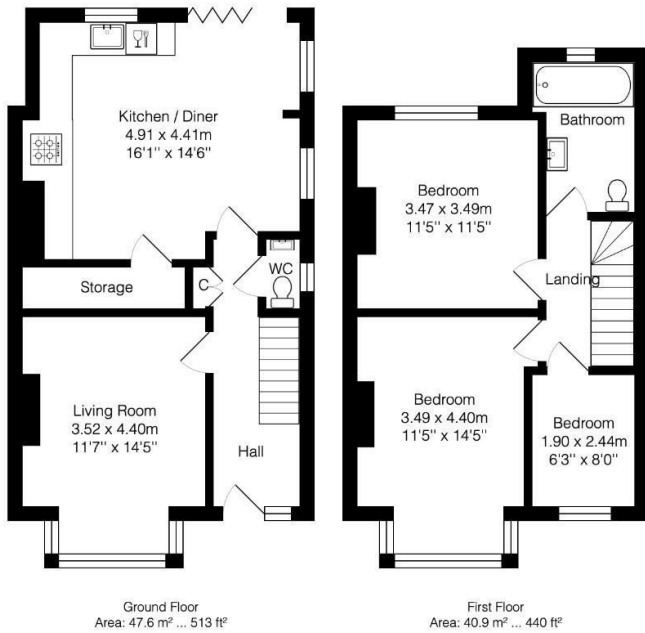 Kitchen / Diner
4.91 x 4.41m
16'1" x 14'6"
WC
C
Storage
Living Room
3.52 x 4.40m
11'7" x 14'5"
Hall
Ground Floor
Area: 47.6 m² ... 513 ft²
Bathroom
Bedroom
3.47 x 3.49m
11'5" x 11'5"
Landing
Bedroom
3.49 x 4.40m
11'5" x 14'5"
Bedroom
1.90 x 2.44m
6'3" x 8'0"
First Floor
Area: 40.9 m² ... 440 ft²